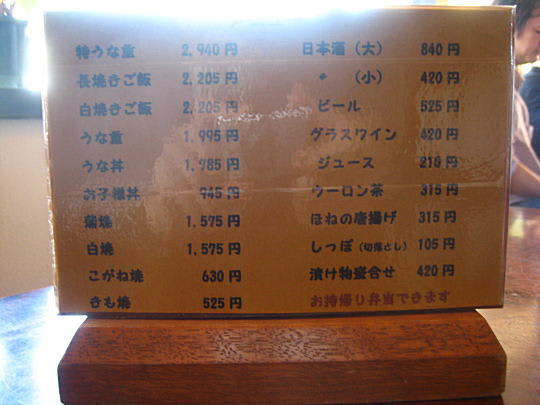 特うな重 2,940円
長焼きご飯 2,205円
白焼きご飯 2,205円
うな重 1,995円
うな丼 1,985円
お子様丼 945円
蒲焼 1,575円
白焼 1,575円
こがね焼 630円
きも焼 525円
日本酒（大） 840円
〃（小） 420円
ビール 525円
グラスワイン 420円
ジュース 210円
ウーロン茶 315円
ほねの唐揚げ 315円
しっぽ（切落とし） 105円
漬け物盛合せ 420円
お持帰り弁当できます